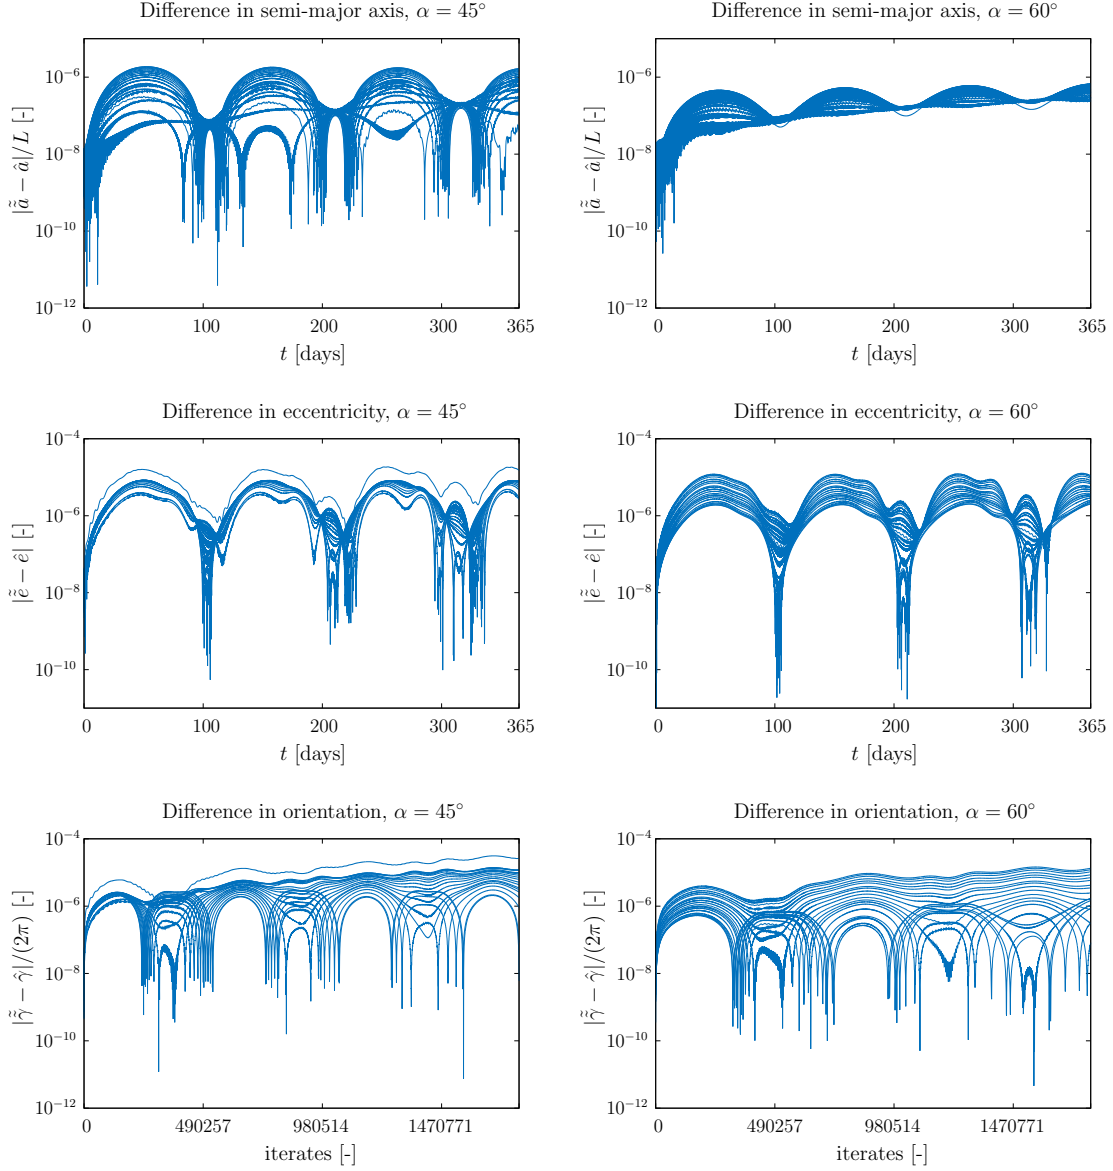 Difference in semi-major axis, α = 45°
|ã̃ − â|/L [-]
10⁻⁶
10⁻⁸
10⁻¹⁰
10⁻¹²
0 100 200 300 365
t [days]
Difference in semi-major axis, α = 60°
|ã̃ − â|/L [-]
10⁻⁶
10⁻⁸
10⁻¹⁰
10⁻¹²
0 100 200 300 365
t [days]
Difference in eccentricity, α = 45°
|ẽ̃ − ê| [-]
10⁻⁴
10⁻⁶
10⁻⁸
10⁻¹⁰
0 100 200 300 365
t [days]
Difference in eccentricity, α = 60°
|ẽ̃ − ê| [-]
10⁻⁴
10⁻⁶
10⁻⁸
10⁻¹⁰
0 100 200 300 365
t [days]
Difference in orientation, α = 45°
|γ̃̃ − γ̂|/(2π) [-]
10⁻⁴
10⁻⁶
10⁻⁸
10⁻¹⁰
10⁻¹²
0 490257 980514 1470771
iterates [-]
Difference in orientation, α = 60°
|γ̃̃ − γ̂|/(2π) [-]
10⁻⁴
10⁻⁶
10⁻⁸
10⁻¹⁰
10⁻¹²
0 490257 980514 1470771
iterates [-]